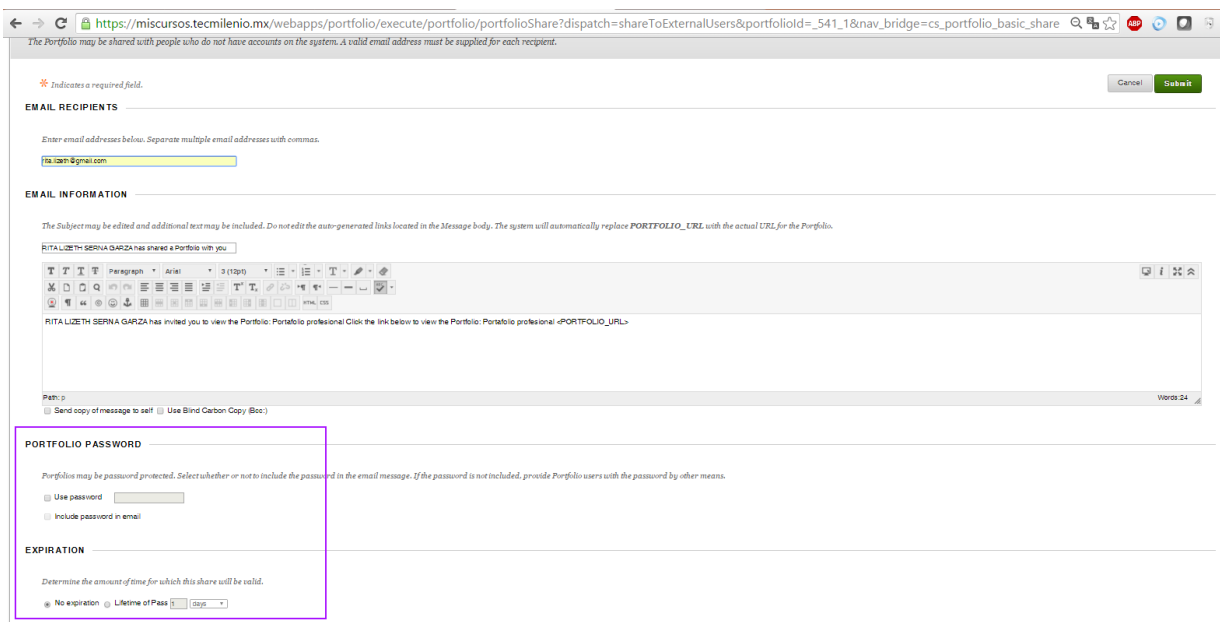 https://miscursos.tecmilenio.mx/webapps/portfolio/execute/portfolio/portfolioShare?dispatch=shareToExternalUsers&portfolioId=_541_1&nav_bridge=cs_portfolio_basic_share
ABP
The Portfolio may be shared with people who do not have accounts on the system. A valid email address must be supplied for each recipient.
Indicates a required field.
Cancel Submit
EMAIL RECIPIENTS
Enter email addresses below. Separate multiple email addresses with commas.
rita.lizeth@gmail.com
EMAIL INFORMATION
The Subject may be edited and additional text may be included. Do not edit the auto-generated links located in the Message body. The system will automatically replace PORTFOLIO_URL with the actual URL for the Portfolio.
RITA LIZETH SERNA GARZA has shared a Portfolio with you
T T T T Paragraph Arial 3 (12pt) T
HTML CSS
RITA LIZETH SERNA GARZA has invited you to view the Portfolio: Portafolio profesional Click the link below to view the Portfolio: Portafolio profesional <PORTFOLIO_URL>
Path: p Words:24
Send copy of message to self Use Blind Carbon Copy (Bcc:)
PORTFOLIO PASSWORD
Portfolios may be password protected. Select whether or not to include the password in the email message. If the password is not included, provide Portfolio users with the password by other means.
Use password
Include password in email
EXPIRATION
Determine the amount of time for which this share will be valid.
No expiration Lifetime of Pass 1 days